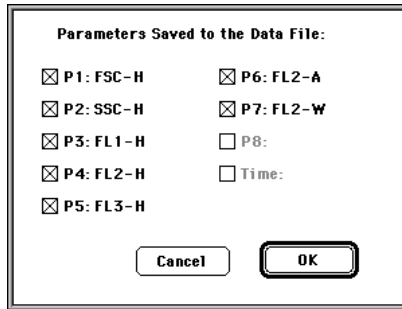 Parameters Saved to the Data File:
P1: FSC-H
P2: SSC-H
P3: FL1-H
P4: FL2-H
P5: FL3-H
P6: FL2-A
P7: FL2-W
P8:
Time:
Cancel
OK